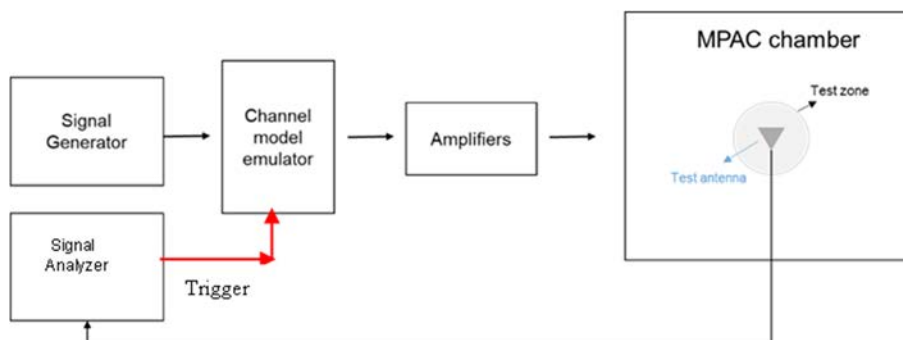 MPAC chamber
Signal
Generator
Channel
model
emulator
Amplifiers
Test zone
Test antenna
Signal
Analyzer
Trigger